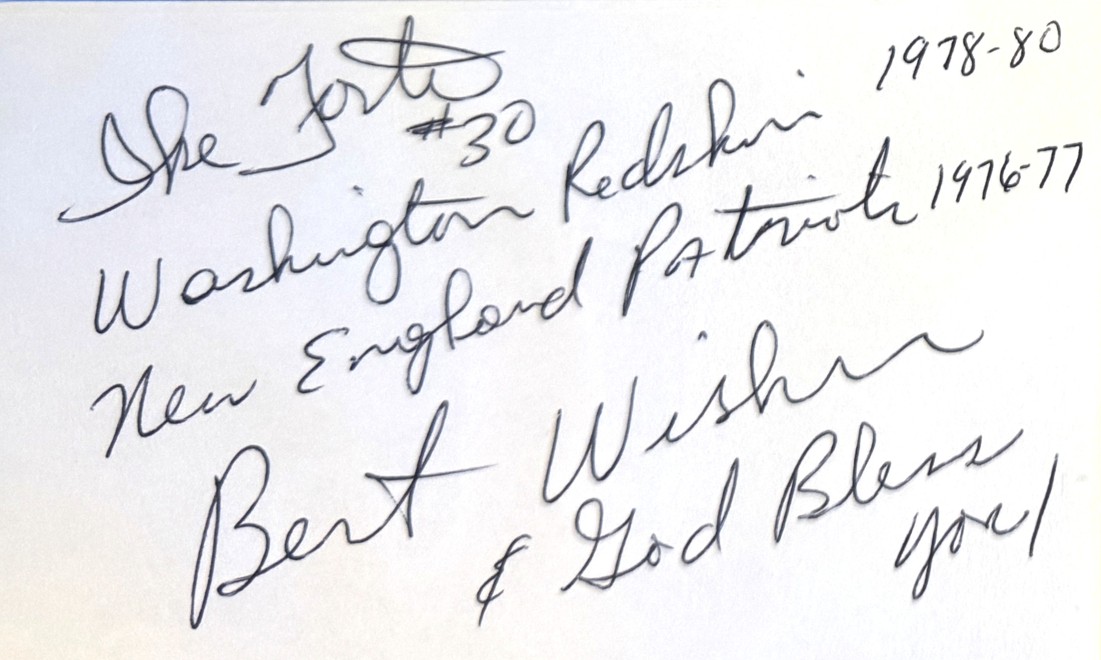 Ike Forte
#30
Washington Redskins 1978-80
New England Patriots 1976-77
Best Wishes
& God Bless
you!